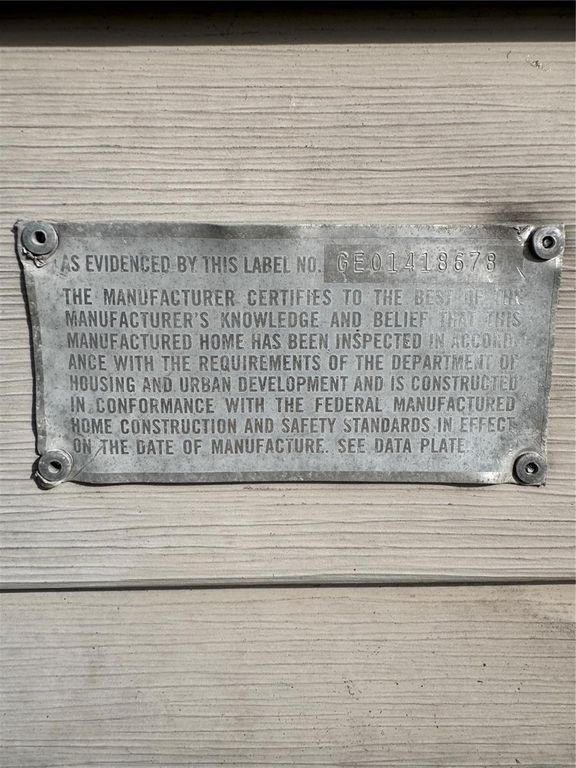 AS EVIDENCED BY THIS LABEL NO. GEO1418678
THE MANUFACTURER CERTIFIES TO THE BEST OF THE
MANUFACTURER'S KNOWLEDGE AND BELIEF THAT THIS
MANUFACTURED HOME HAS BEEN INSPECTED IN ACCORD-
ANCE WITH THE REQUIREMENTS OF THE DEPARTMENT OF
HOUSING AND URBAN DEVELOPMENT AND IS CONSTRUCTED
IN CONFORMANCE WITH THE FEDERAL MANUFACTURED
HOME CONSTRUCTION AND SAFETY STANDARDS IN EFFECT
ON THE DATE OF MANUFACTURE. SEE DATA PLATE.